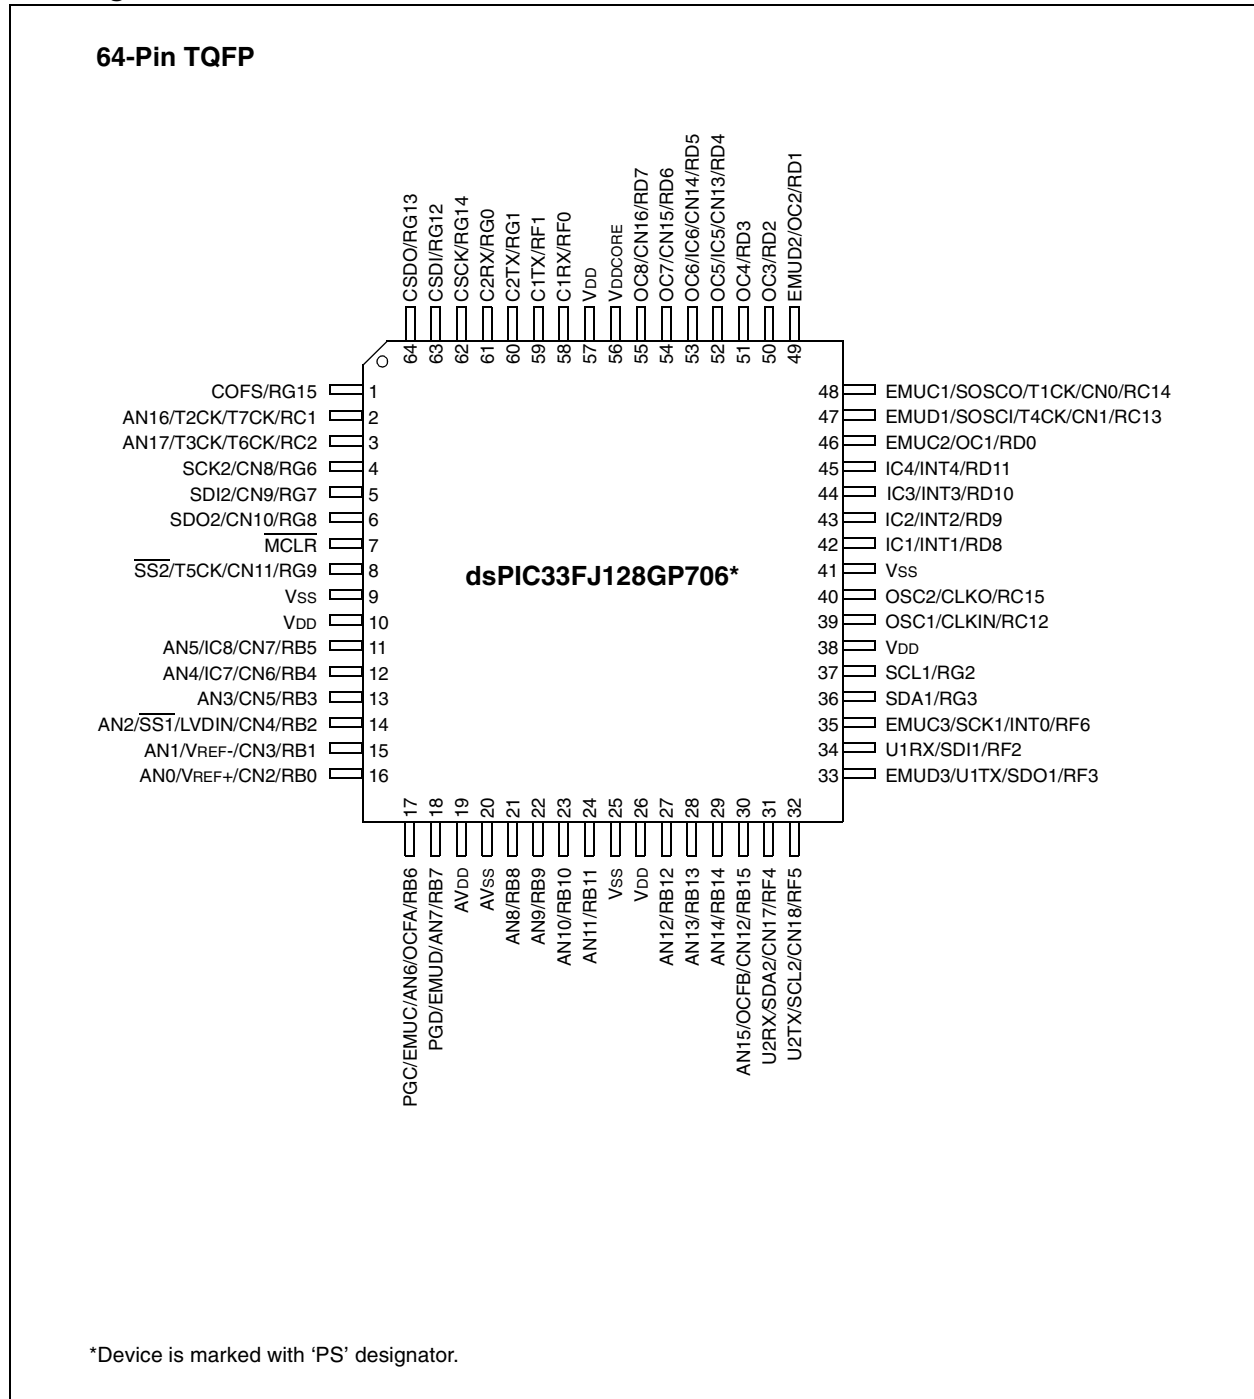 64-Pin TQFP
CSDO/RG13
CSDI/RG12
CSCK/RG14
C2RX/RG0
C2TX/RG1
C1TX/RF1
C1RX/RF0
VDD
VDDCORE
OC8/CN16/RD7
OC7/CN15/RD6
OC6/IC6/CN14/RD5
OC5/IC5/CN13/RD4
OC4/RD3
OC3/RD2
EMUD2/OC2/RD1
64 63 62 61 60 59 58 57 56 55 54 53 52 51 50 49
COFS/RG15 1
AN16/T2CK/T7CK/RC1 2
AN17/T3CK/T6CK/RC2 3
SCK2/CN8/RG6 4
SDI2/CN9/RG7 5
SDO2/CN10/RG8 6
MCLR 7
SS2/T5CK/CN11/RG9 8
VSS 9
VDD 10
AN5/IC8/CN7/RB5 11
AN4/IC7/CN6/RB4 12
AN3/CN5/RB3 13
AN2/SS1/LVDIN/CN4/RB2 14
AN1/VREF-/CN3/RB1 15
AN0/VREF+/CN2/RB0 16
dsPIC33FJ128GP706*
48 EMUC1/SOSCO/T1CK/CN0/RC14
47 EMUD1/SOSCI/T4CK/CN1/RC13
46 EMUC2/OC1/RD0
45 IC4/INT4/RD11
44 IC3/INT3/RD10
43 IC2/INT2/RD9
42 IC1/INT1/RD8
41 VSS
40 OSC2/CLKO/RC15
39 OSC1/CLKIN/RC12
38 VDD
37 SCL1/RG2
36 SDA1/RG3
35 EMUC3/SCK1/INT0/RF6
34 U1RX/SDI1/RF2
33 EMUD3/U1TX/SDO1/RF3
17 18 19 20 21 22 23 24 25 26 27 28 29 30 31 32
PGC/EMUC/AN6/OCFA/RB6
PGD/EMUD/AN7/RB7
AVDD
AVSS
AN8/RB8
AN9/RB9
AN10/RB10
AN11/RB11
VSS
VDD
AN12/RB12
AN13/RB13
AN14/RB14
AN15/OCFB/CN12/RB15
U2RX/SDA2/CN17/RF4
U2TX/SCL2/CN18/RF5
*Device is marked with ‘PS’ designator.